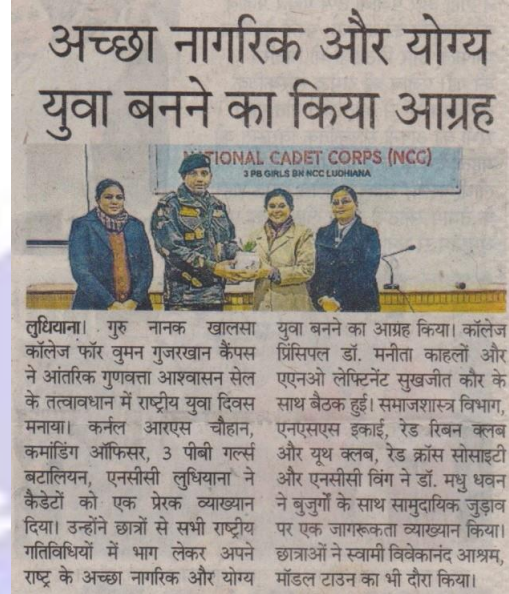 अच्छा नागरिक और योग्य
युवा बनने का किया आग्रह
NATIONAL CADET CORPS (NCC)
3 PB GIRLS BN NCC LUDHIANA
लुधियाना। गुरु नानक खालसा
कॉलेज फॉर वुमन गुजरखान कैंपस
ने आंतरिक गुणवत्ता आश्वासन सेल
के तत्वावधान में राष्ट्रीय युवा दिवस
मनाया। कर्नल आरएस चौहान,
कमांडिंग ऑफिसर, 3 पीबी गर्ल्स
बटालियन, एनसीसी लुधियाना ने
कैडेटों को एक प्रेरक व्याख्यान
दिया। उन्होंने छात्रों से सभी राष्ट्रीय
गतिविधियों में भाग लेकर अपने
राष्ट्र के अच्छा नागरिक और योग्य
युवा बनने का आग्रह किया। कॉलेज
प्रिंसिपल डॉ. मनीता काहलों और
एएनओ लेफ्टिनेंट सुखजीत कौर के
साथ बैठक हुई। समाजशास्त्र विभाग,
एनएसएस इकाई, रेड रिबन क्लब
और यूथ क्लब, रेड क्रॉस सोसाइटी
और एनसीसी विंग ने डॉ. मधु धवन
ने बुजुर्गों के साथ सामुदायिक जुड़ाव
पर एक जागरूकता व्याख्यान किया।
छात्राओं ने स्वामी विवेकानंद आश्रम,
मॉडल टाउन का भी दौरा किया।